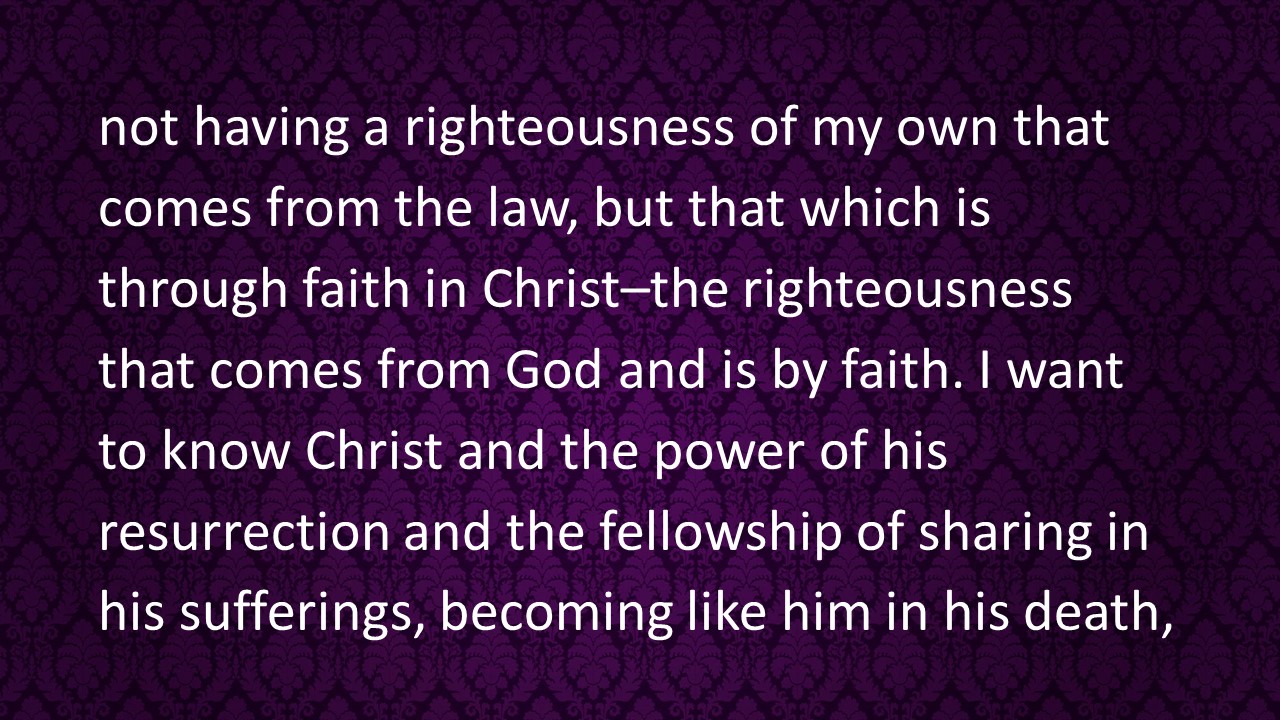 not having a righteousness of my own that
comes from the law, but that which is
through faith in Christ–the righteousness
that comes from God and is by faith. I want
to know Christ and the power of his
resurrection and the fellowship of sharing in
his sufferings, becoming like him in his death,